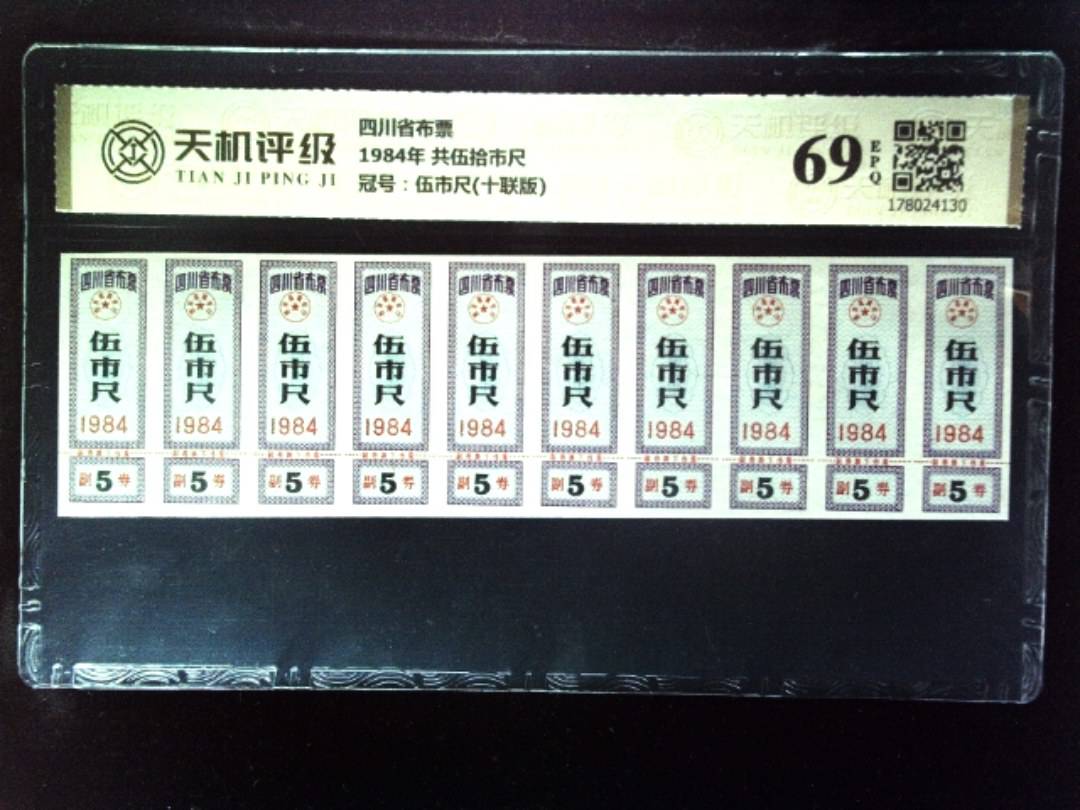 天机评级
TIAN JI PING JI
四川省布票
1984年 共伍拾市尺
冠号：伍市尺(十联版)
69
EPQ
178024130
四川省布票 四川省布票 四川省布票 四川省布票 四川省布票 四川省布票 四川省布票 四川省布票 四川省布票 四川省布票
伍市尺 伍市尺 伍市尺 伍市尺 伍市尺 伍市尺 伍市尺 伍市尺 伍市尺 伍市尺
1984 1984 1984 1984 1984 1984 1984 1984 1984 1984
副5券 副5券 副5券 副5券 副5券 副5券 副5券 副5券 副5券 副5券